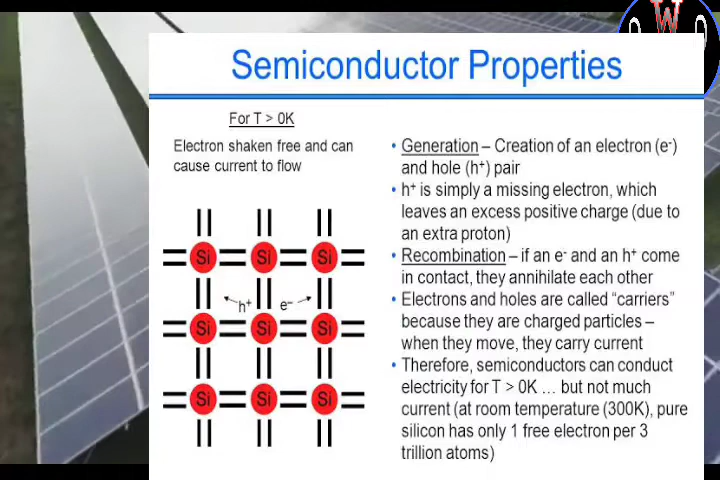 W
Semiconductor Properties
For T > 0K
Electron shaken free and can
cause current to flow
Si Si Si
h+ e–
Si Si Si
Si Si Si
• Generation – Creation of an electron (e-)
and hole (h+) pair
• h+ is simply a missing electron, which
leaves an excess positive charge (due to
an extra proton)
• Recombination – if an e- and an h+ come
in contact, they annihilate each other
• Electrons and holes are called “carriers”
because they are charged particles –
when they move, they carry current
• Therefore, semiconductors can conduct
electricity for T > 0K … but not much
current (at room temperature (300K), pure
silicon has only 1 free electron per 3
trillion atoms)